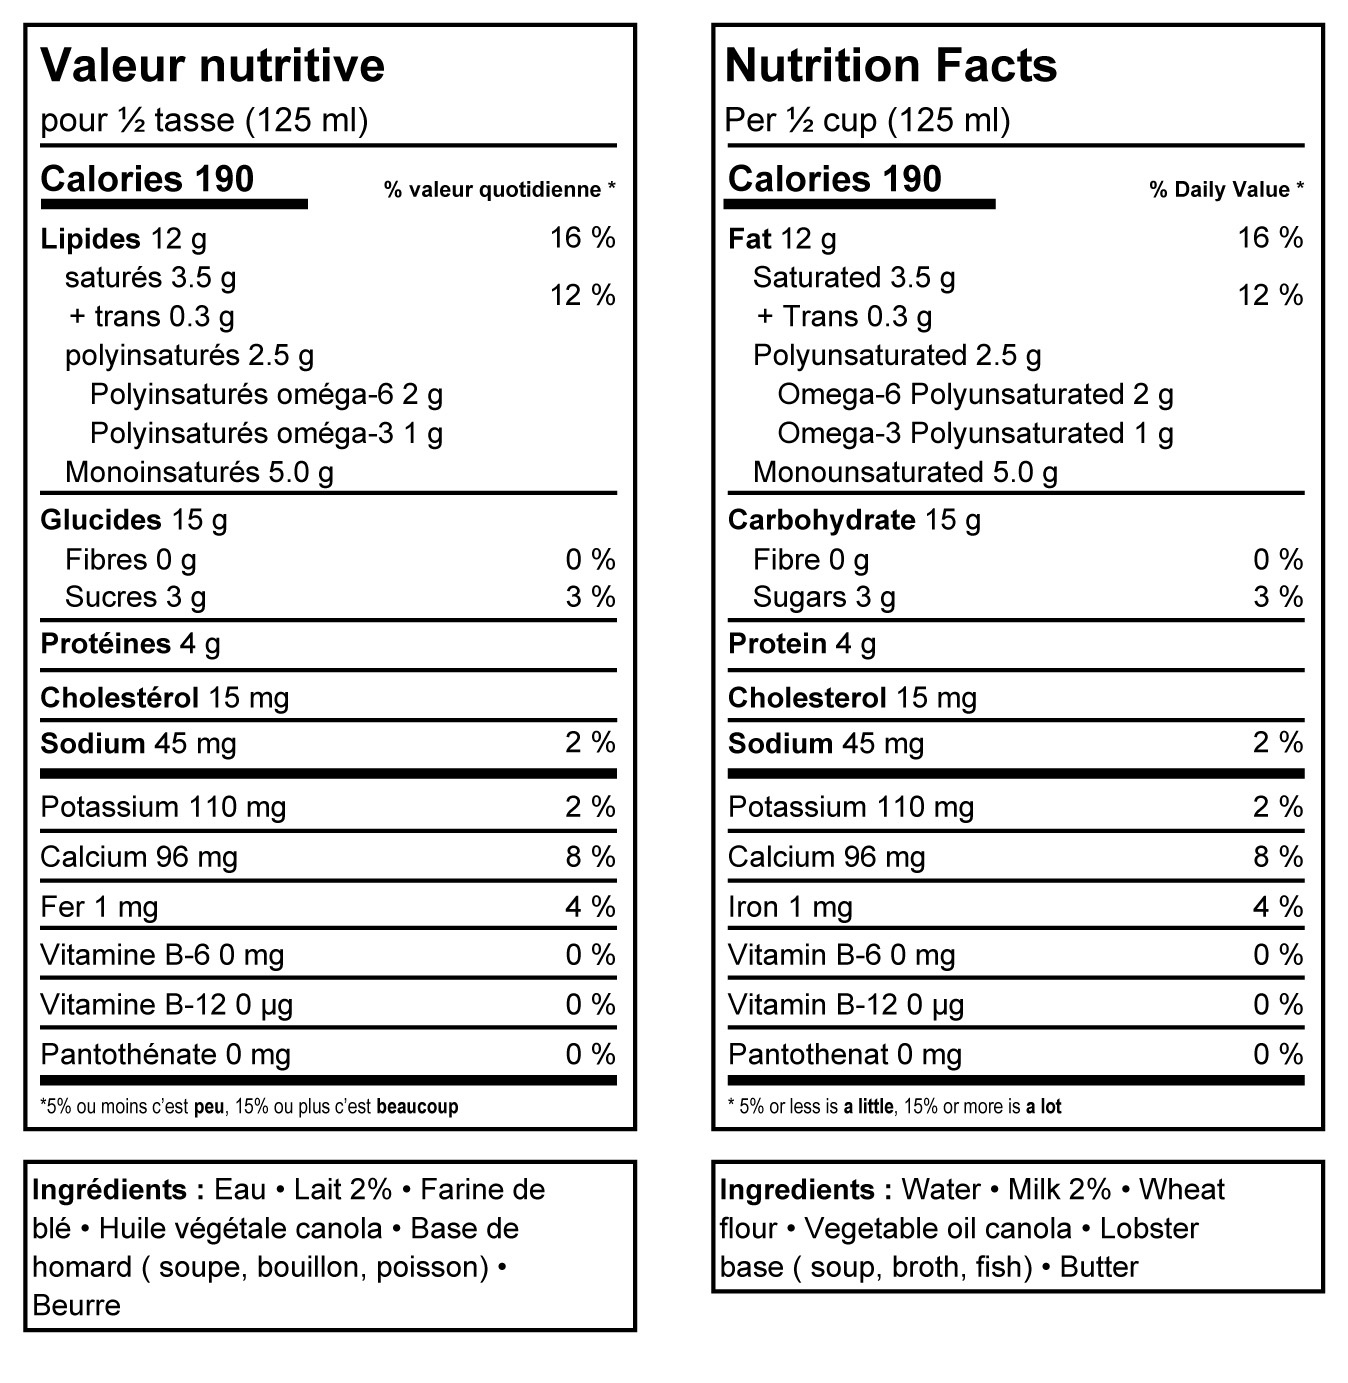 Valeur nutritive
pour ½ tasse (125 ml)
Calories 190
% valeur quotidienne *
Lipides 12 g 16 %
saturés 3.5 g
12 %
+ trans 0.3 g
polyinsaturés 2.5 g
Polyinsaturés oméga-6 2 g
Polyinsaturés oméga-3 1 g
Monoinsaturés 5.0 g
Glucides 15 g
Fibres 0 g 0 %
Sucres 3 g 3 %
Protéines 4 g
Cholestérol 15 mg
Sodium 45 mg 2 %
Potassium 110 mg 2 %
Calcium 96 mg 8 %
Fer 1 mg 4 %
Vitamine B-6 0 mg 0 %
Vitamine B-12 0 µg 0 %
Pantothénate 0 mg 0 %
*5% ou moins c’est peu, 15% ou plus c’est beaucoup
Ingrédients : Eau • Lait 2% • Farine de
blé • Huile végétale canola • Base de
homard ( soupe, bouillon, poisson) •
Beurre
Nutrition Facts
Per ½ cup (125 ml)
Calories 190
% Daily Value *
Fat 12 g 16 %
Saturated 3.5 g
12 %
+ Trans 0.3 g
Polyunsaturated 2.5 g
Omega-6 Polyunsaturated 2 g
Omega-3 Polyunsaturated 1 g
Monounsaturated 5.0 g
Carbohydrate 15 g
Fibre 0 g 0 %
Sugars 3 g 3 %
Protein 4 g
Cholesterol 15 mg
Sodium 45 mg 2 %
Potassium 110 mg 2 %
Calcium 96 mg 8 %
Iron 1 mg 4 %
Vitamin B-6 0 mg 0 %
Vitamin B-12 0 µg 0 %
Pantothenat 0 mg 0 %
* 5% or less is a little, 15% or more is a lot
Ingredients : Water • Milk 2% • Wheat
flour • Vegetable oil canola • Lobster
base ( soup, broth, fish) • Butter